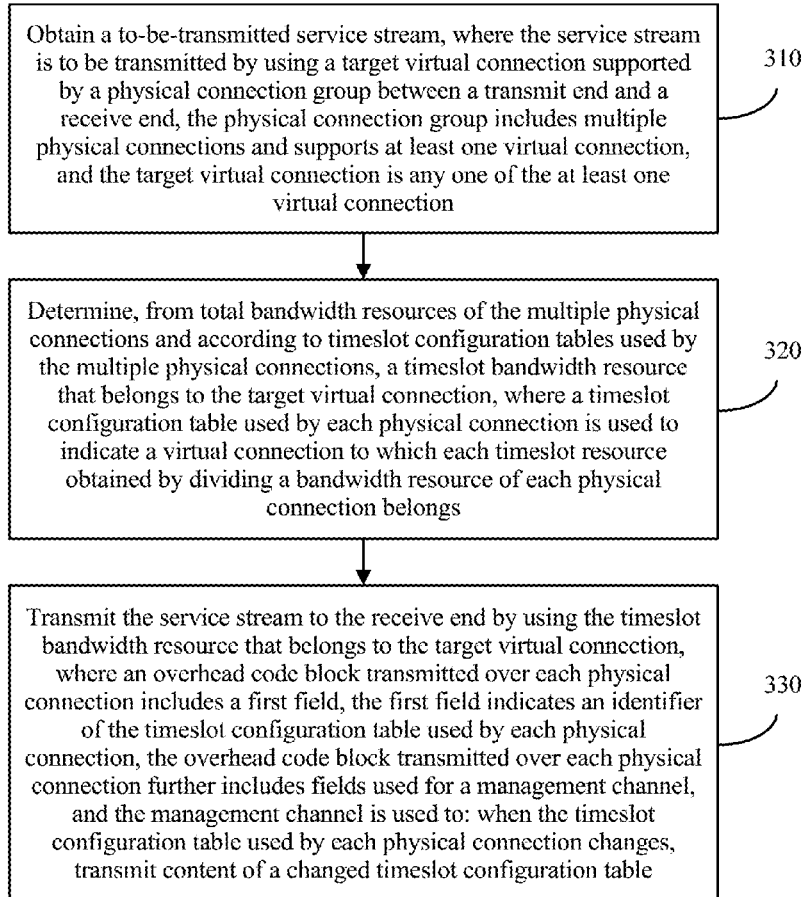 Obtain a to-be-transmitted service stream, where the service stream
is to be transmitted by using a target virtual connection supported
by a physical connection group between a transmit end and a
receive end, the physical connection group includes multiple
physical connections and supports at least one virtual connection,
and the target virtual connection is any one of the at least one
virtual connection
310
Determine, from total bandwidth resources of the multiple physical
connections and according to timeslot configuration tables used by
the multiple physical connections, a timeslot bandwidth resource
that belongs to the target virtual connection, where a timeslot
configuration table used by each physical connection is used to
indicate a virtual connection to which each timeslot resource
obtained by dividing a bandwidth resource of each physical
connection belongs
320
Transmit the service stream to the receive end by using the timeslot
bandwidth resource that belongs to the target virtual connection,
where an overhead code block transmitted over each physical
connection includes a first field, the first field indicates an identifier
of the timeslot configuration table used by each physical
connection, the overhead code block transmitted over each physical
connection further includes fields used for a management channel,
and the management channel is used to: when the timeslot
configuration table used by each physical connection changes,
transmit content of a changed timeslot configuration table
330